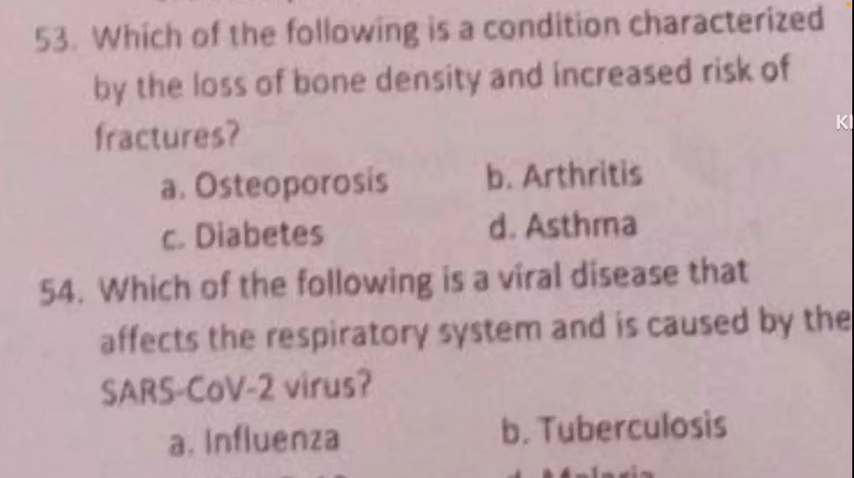 53. Which of the following is a condition characterized
by the loss of bone density and increased risk of
fractures?
a. Osteoporosis b. Arthritis
c. Diabetes d. Asthma
54. Which of the following is a viral disease that
affects the respiratory system and is caused by the
SARS-CoV-2 virus?
a. Influenza b. Tuberculosis